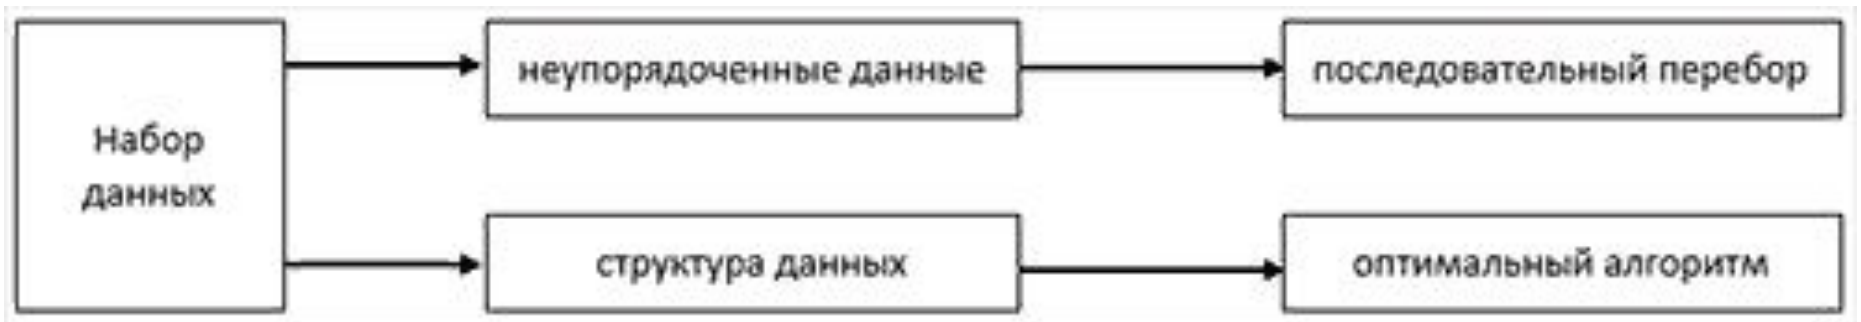 Набор
данных
неупорядоченные данные
последовательный перебор
структура данных
оптимальный алгоритм